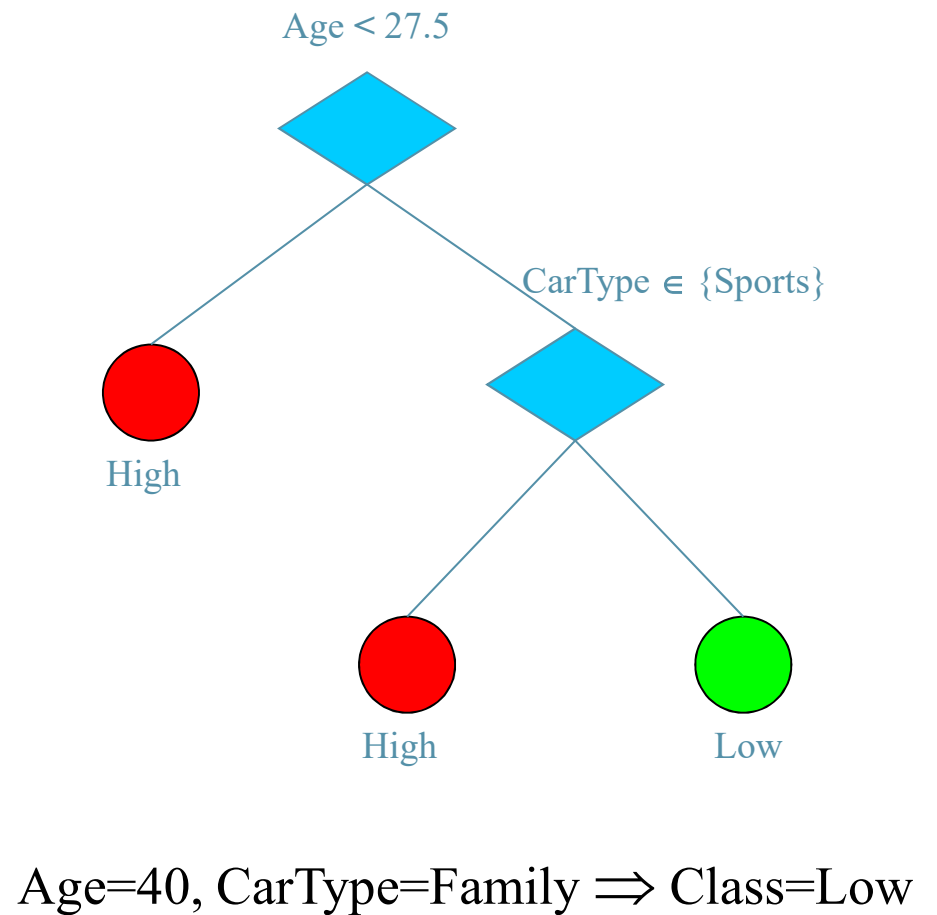 Age < 27.5
CarType ∈ {Sports}
High
High
Low
Age=40, CarType=Family ⇒ Class=Low